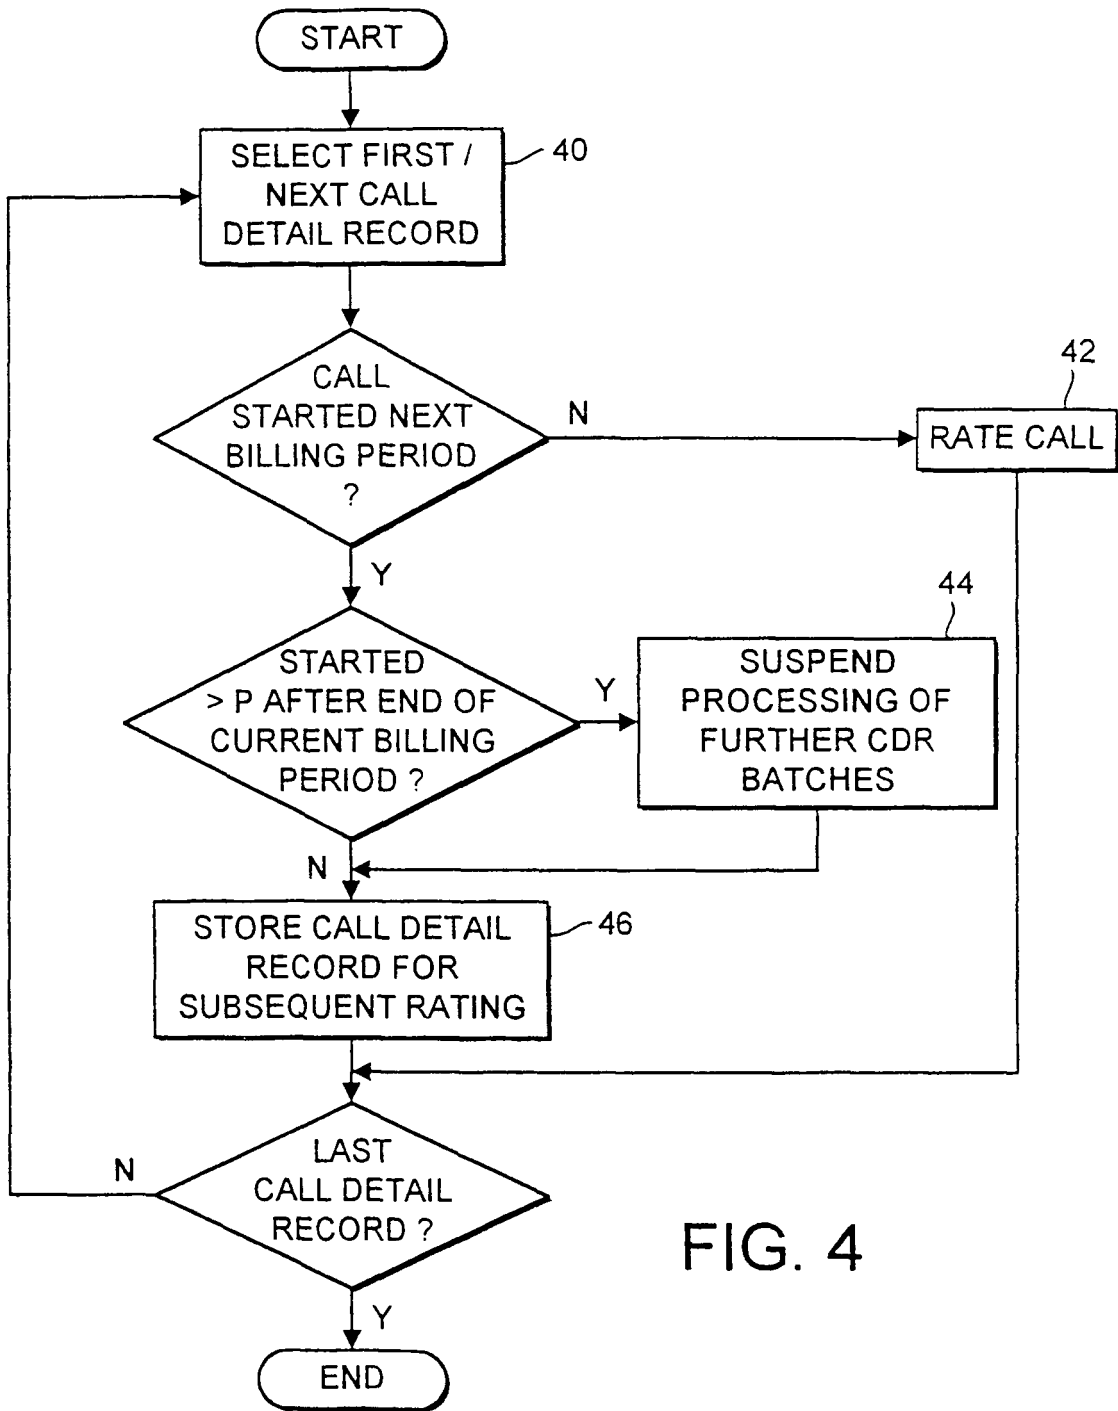 START
SELECT FIRST /
NEXT CALL
DETAIL RECORD
40
CALL
STARTED NEXT
BILLING PERIOD
?
N
42
RATE CALL
Y
STARTED
> P AFTER END OF
CURRENT BILLING
PERIOD ?
Y
44
SUSPEND
PROCESSING OF
FURTHER CDR
BATCHES
N
STORE CALL DETAIL
RECORD FOR
SUBSEQUENT RATING
46
LAST
CALL DETAIL
RECORD ?
N
Y
END
FIG. 4